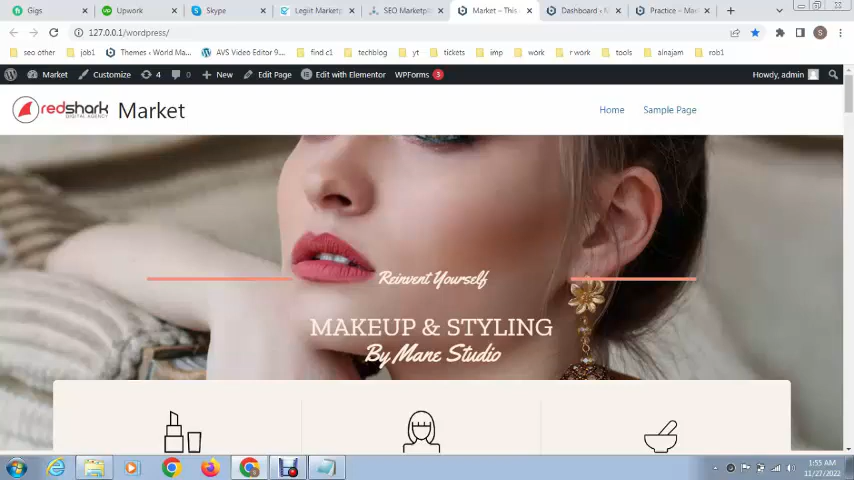 Gigs
Upwork
Skype
Legiit Marketp
SEO Marketpl
Market – This
Dashboard ‹ M
Practice – Mar
127.0.0.1/wordpress/
seo other
job1
Themes ‹ World Ma...
AVS Video Editor 9....
find c1
techblog
yt
tickets
imp
work
r work
tools
alnajam
rob1
Market
Customize
4
0
New
Edit Page
Edit with Elementor
WPForms 3
Howdy, admin
redshark
DIGITAL AGENCY
Market
Home
Sample Page
Reinvent Yourself
MAKEUP & STYLING
By Mane Studio
1:55 AM
11/27/2022